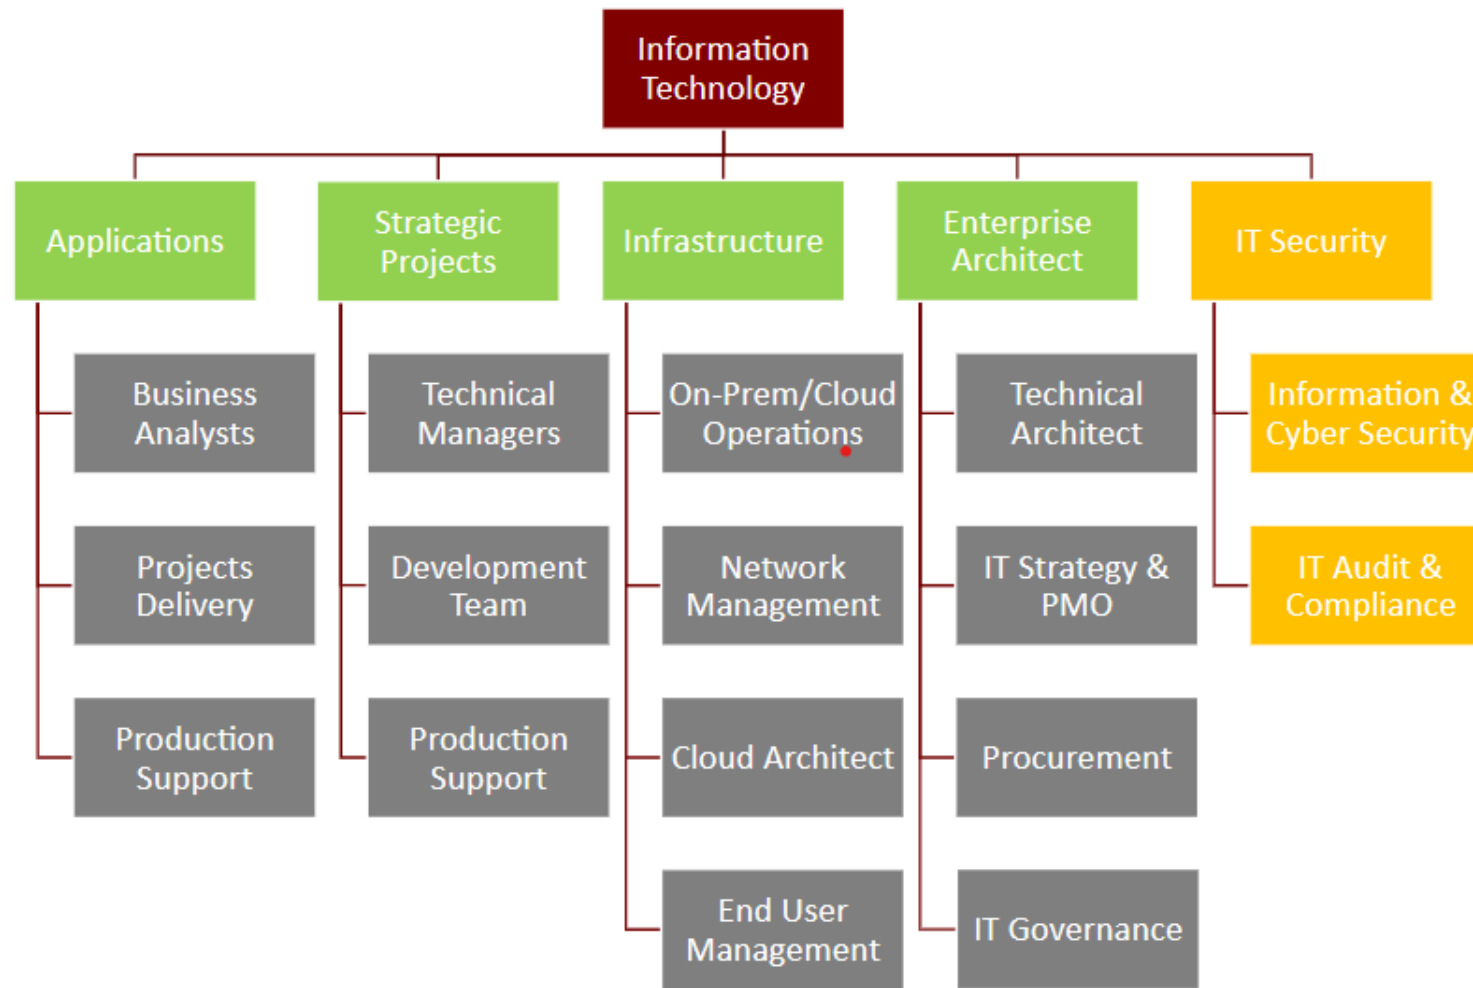 Information
Technology
Applications
Strategic
Projects
Infrastructure
Enterprise
Architect
IT Security
Business
Analysts
Technical
Managers
On-Prem/Cloud
Operations
Technical
Architect
Information &
Cyber Security
Projects
Delivery
Development
Team
Network
Management
IT Strategy &
PMO
IT Audit &
Compliance
Production
Support
Production
Support
Cloud Architect
Procurement
End User
Management
IT Governance